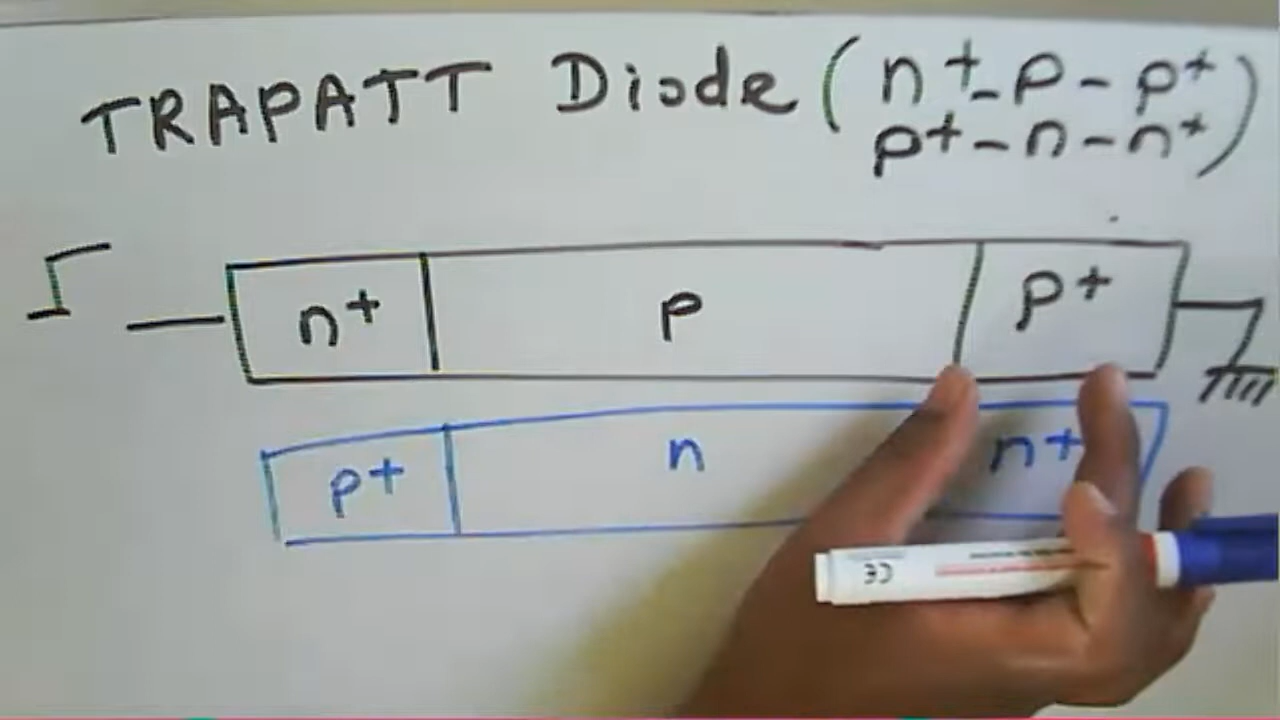 TRAPATT Diode (n+-p-p+
p+-n-n+)
n+ p p+
p+ n n+
CE